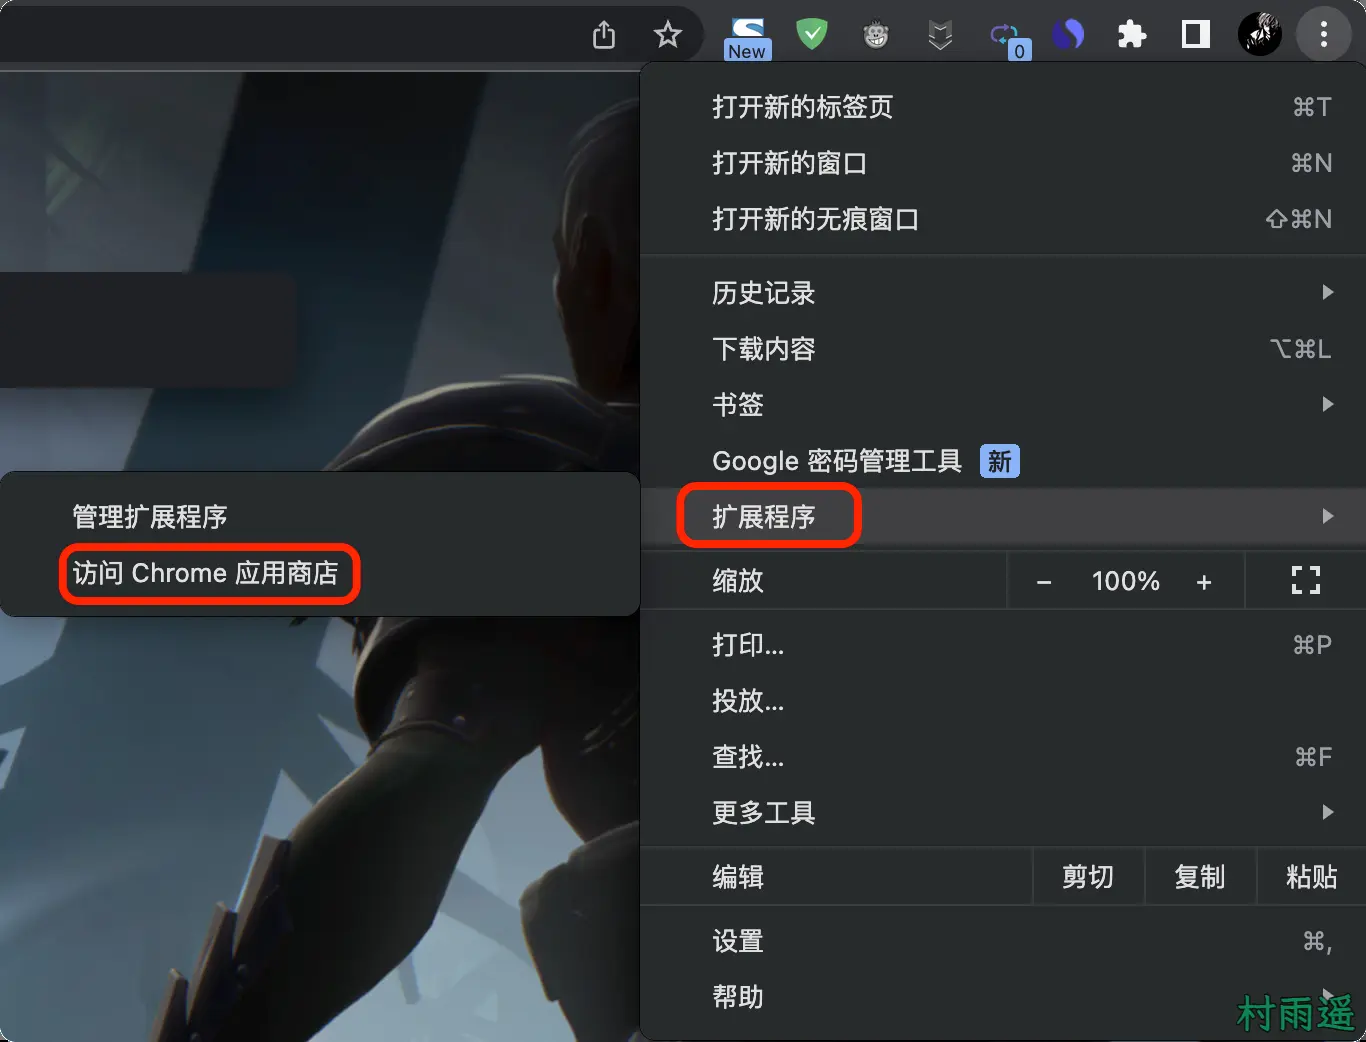 New
0
打开新的标签页 ⌘T
打开新的窗口 ⌘N
打开新的无痕窗口 ⇧⌘N
历史记录
下载内容 ⌥⌘L
书签
Google 密码管理工具 新
扩展程序
管理扩展程序
访问 Chrome 应用商店
缩放 − 100% +
打印... ⌘P
投放...
查找... ⌘F
更多工具
编辑 剪切 复制 粘贴
设置 ⌘,
帮助
村雨遥